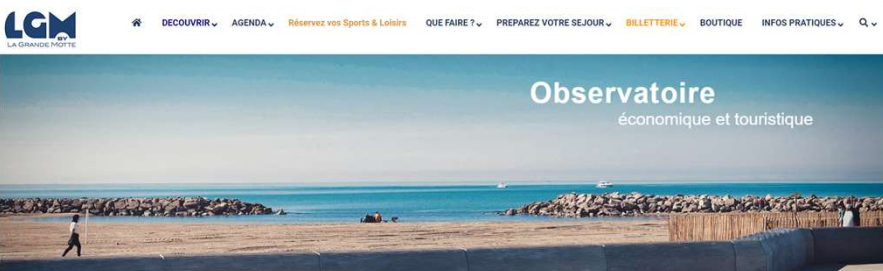 LGM
BY
LA GRANDE MOTTE
DECOUVRIR AGENDA Réservez vos Sports & Loisirs QUE FAIRE ? PREPAREZ VOTRE SEJOUR BILLETTERIE BOUTIQUE INFOS PRATIQUES
Observatoire
économique et touristique